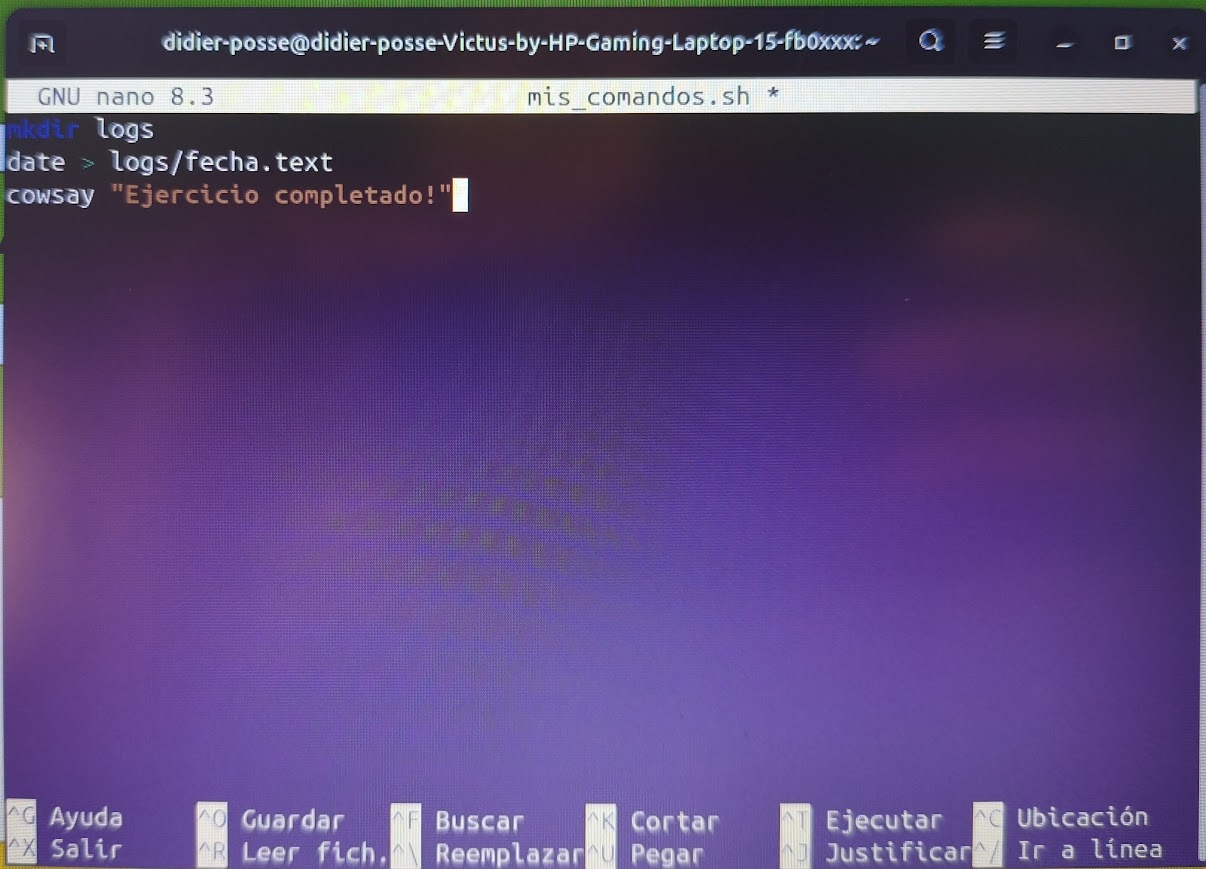 didier-posse@didier-posse-Victus-by-HP-Gaming-Laptop-15-fb0xxx: ~
GNU nano 8.3 mis_comandos.sh *
mkdir logs
date > logs/fecha.text
cowsay "Ejercicio completado!"
^G Ayuda ^O Guardar ^F Buscar ^K Cortar ^T Ejecutar ^C Ubicación
^X Salir ^R Leer fich. ^\ Reemplazar ^U Pegar ^J Justificar ^/ Ir a línea